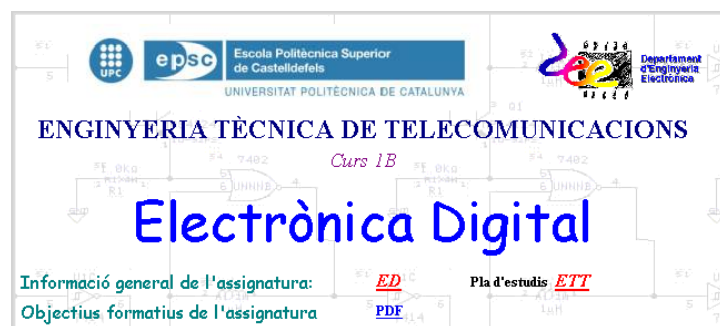 UPC
epsc
Escola Politècnica Superior
de Castelldefels
UNIVERSITAT POLITÈCNICA DE CATALUNYA
Departament
d'Enginyeria
Electrònica
ENGINYERIA TÈCNICA DE TELECOMUNICACIONS
Curs 1B
Electrònica Digital
Informació general de l'assignatura: ED Pla d'estudis ETT
Objectius formatius de l'assignatura PDF